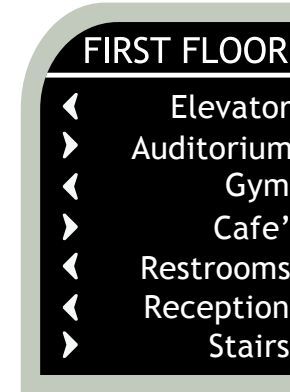 FIRST FLOOR
Elevator
Auditorium
Gym
Cafe’
Restrooms
Reception
Stairs